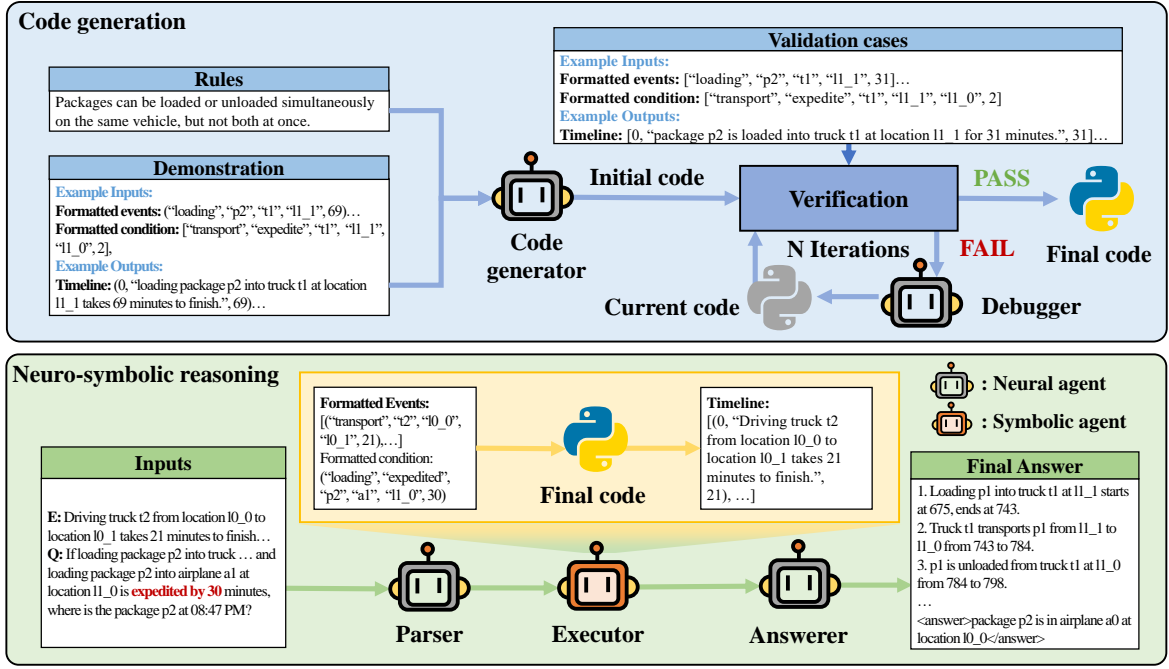 Code generation
Rules
Packages can be loaded or unloaded simultaneously
on the same vehicle, but not both at once.
Demonstration
Example Inputs:
Formatted events: (“loading”, “p2”, “t1”, “l1_1”, 69)…
Formatted condition: [“transport”, “expedite”, “t1”, “l1_1”,
“l1_0”, 2],
Example Outputs:
Timeline: (0, “loading package p2 into truck t1 at location
l1_1 takes 69 minutes to finish.”, 69)…
Code
generator
Initial code
Validation cases
Example Inputs:
Formatted events: [“loading”, “p2”, “t1”, “l1_1”, 31]…
Formatted condition: [“transport”, “expedite”, “t1”, “l1_1”, “l1_0”, 2]
Example Outputs:
Timeline: [0, “package p2 is loaded into truck t1 at location l1_1 for 31 minutes.”, 31]…
Verification
PASS
Final code
N Iterations
FAIL
Current code
Debugger
Neuro-symbolic reasoning
Inputs
E: Driving truck t2 from location l0_0 to
location l0_1 takes 21 minutes to finish…
Q: If loading package p2 into truck … and
loading package p2 into airplane a1 at
location l1_0 is expedited by 30 minutes,
where is the package p2 at 08:47 PM?
Formatted Events:
[(“transport”, “t2”, “l0_0”,
“l0_1”, 21),…]
Formatted condition:
(“loading”, “expedited”,
“p2”, “a1”, “l1_0”, 30)
Final code
Timeline:
[(0, “Driving truck t2
from location l0_0 to
location l0_1 takes 21
minutes to finish.”,
21), …]
Parser
Executor
Answerer
: Neural agent
: Symbolic agent
Final Answer
1. Loading p1 into truck t1 at l1_1 starts
at 675, ends at 743.
2. Truck t1 transports p1 from l1_1 to
l1_0 from 743 to 784.
3. p1 is unloaded from truck t1 at l1_0
from 784 to 798.
…
<answer>package p2 is in airplane a0 at
location l0_0</answer>